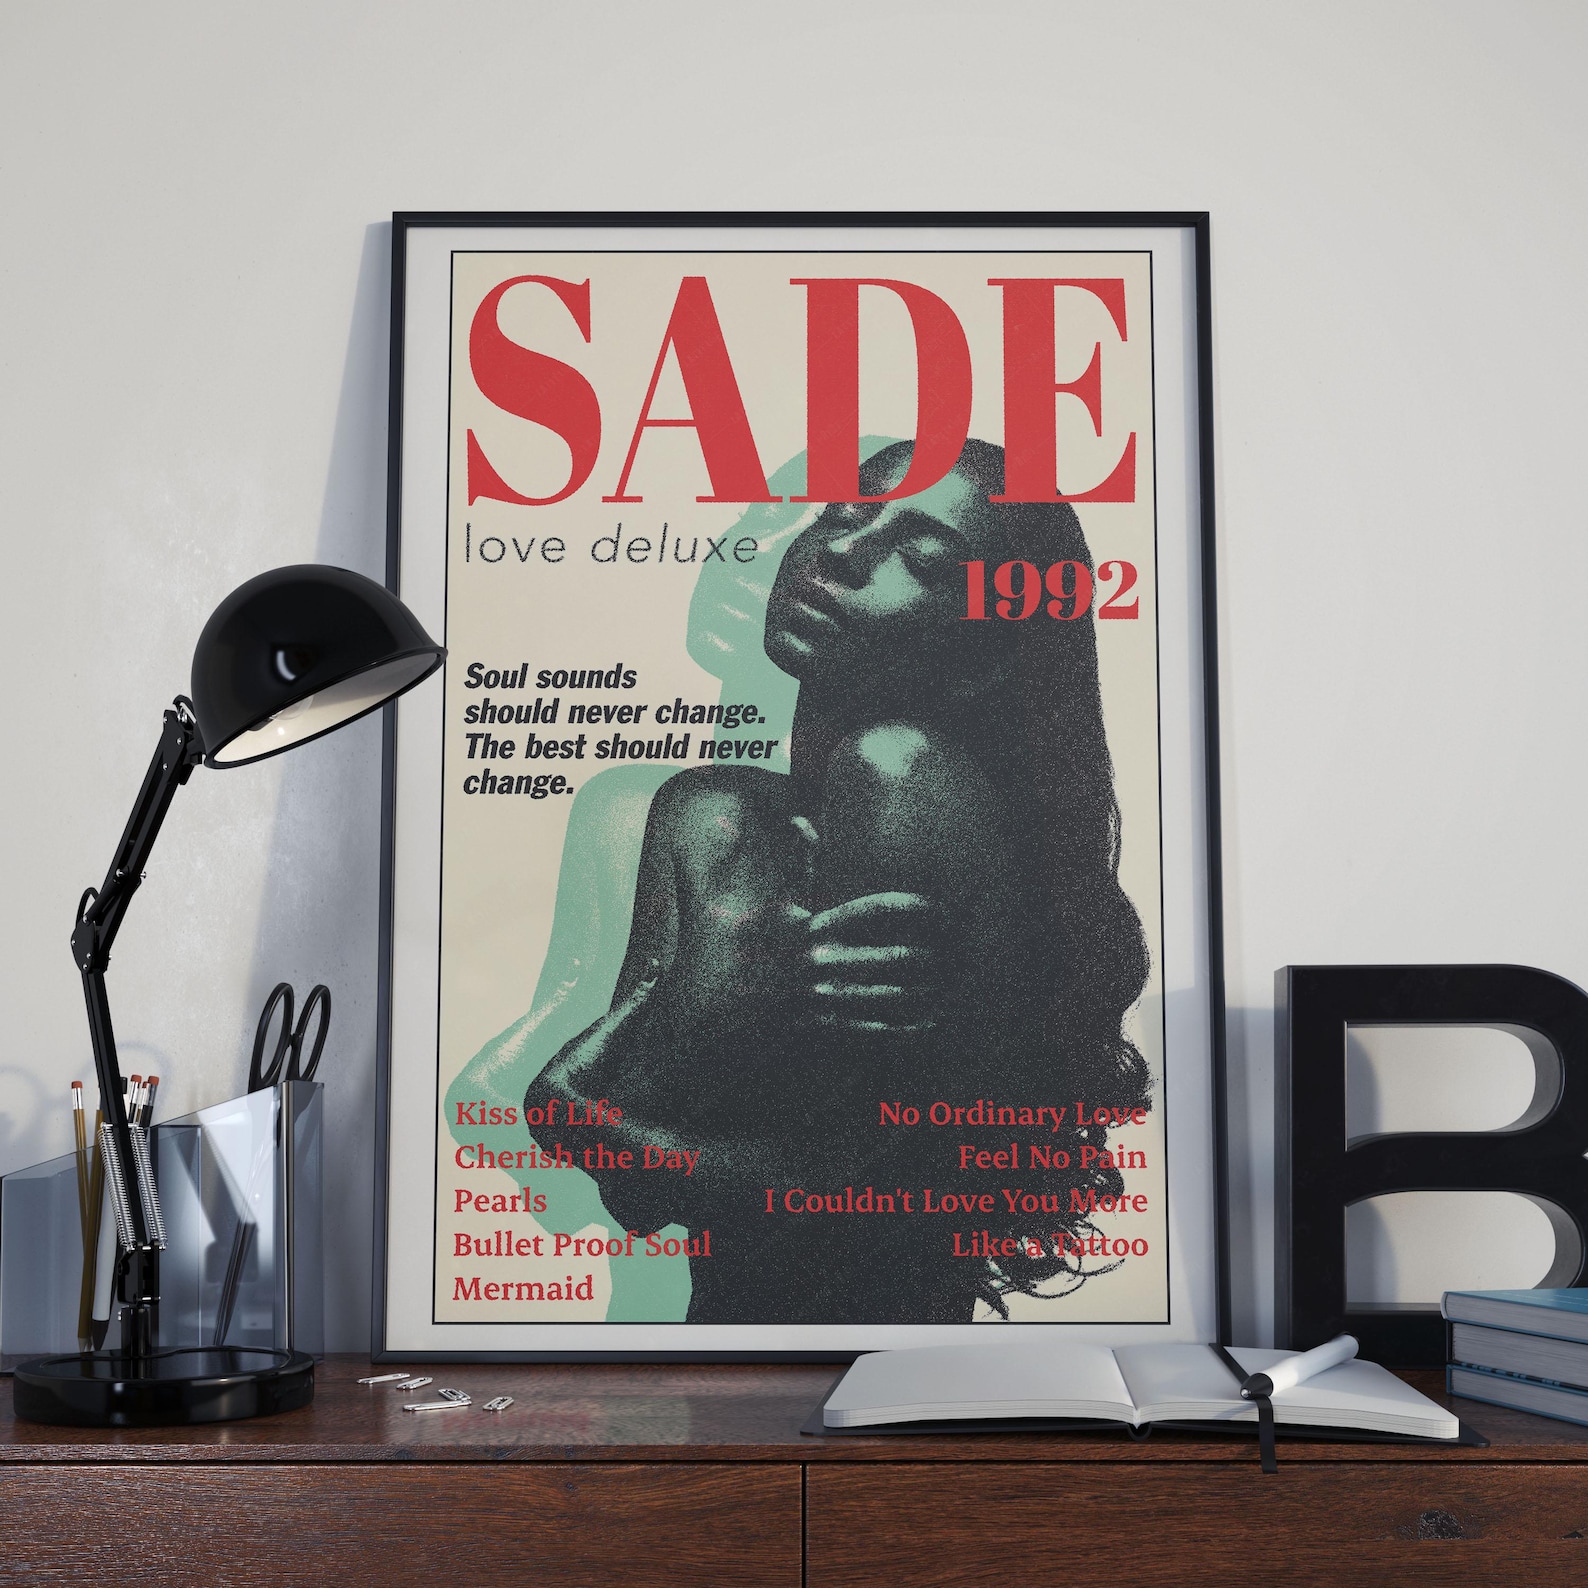 SADE
love deluxe
1992
Soul sounds
should never change.
The best should never
change.
Kiss of Life
Cherish the Day
Pearls
Bullet Proof Soul
Mermaid
No Ordinary Love
Feel No Pain
I Couldn't Love You More
Like a Tattoo
B